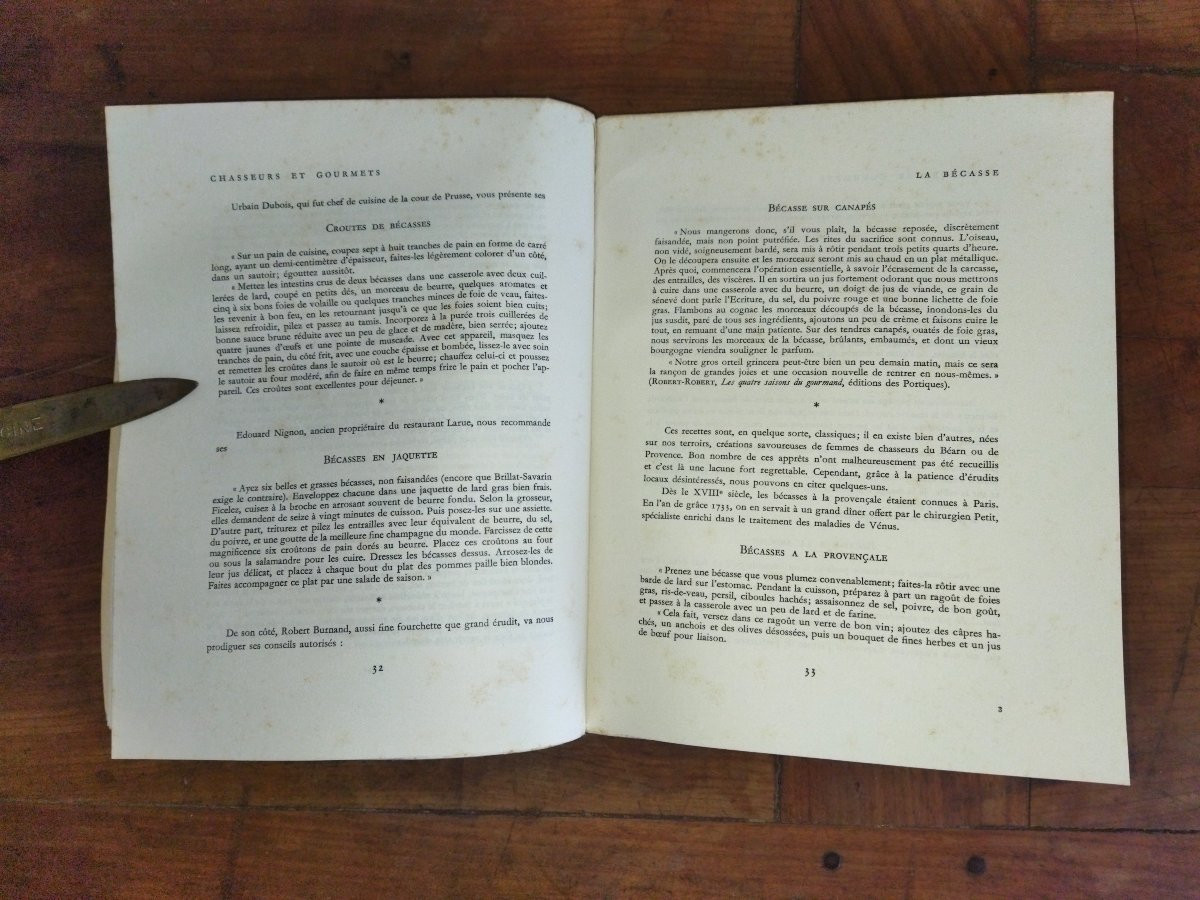 CHASSEURS ET GOURMETS
Urbain Dubois, qui fut chef de cuisine de la cour de Prusse, vous présente ses
CROUTES DE BÉCASSES
« Sur un pain de cuisine, coupez sept à huit tranches de pain en forme de carré
long, ayant un demi-centimètre d'épaisseur, faites-les légèrement colorer d'un côté,
dans un sautoir; égouttez aussitôt.
« Mettez les intestins crus de deux bécasses dans une casserole avec deux cuil-
lerées de lard, coupé en petits dés, un morceau de beurre, quelques aromates et
cinq à six bons foies de volaille ou quelques tranches minces de foie de veau, faites-
les revenir à bon feu, en les retournant jusqu'à ce que les foies soient bien cuits;
laissez refroidir, pilez et passez au tamis. Incorporez à la purée trois cuillerées de
bonne sauce brune réduite avec un peu de glace et de madère, bien serrée; ajoutez
quatre jaunes d'œufs et une pointe de muscade. Avec cet appareil, masquez les
tranches de pain, du côté frit, avec une couche épaisse et bombée, lissez-le avec soin
et remettez les croûtes dans le sautoir où est le beurre; chauffez celui-ci et poussez
le sautoir au four modéré, afin de faire en même temps frire le pain et pocher l'ap-
pareil. Ces croûtes sont excellentes pour déjeuner. »
*
Edouard Nignon, ancien propriétaire du restaurant Larue, nous recommande
ses
BÉCASSES EN JAQUETTE
« Ayez six belles et grasses bécasses, non faisandées (encore que Brillat-Savarin
exige le contraire). Enveloppez chacune dans une jaquette de lard gras bien frais.
Ficelez, cuisez à la broche en arrosant souvent de beurre fondu. Selon la grosseur,
elles demandent de seize à vingt minutes de cuisson. Puis posez-les sur une assiette.
D'autre part, triturez et pilez les entrailles avec leur équivalent de beurre, du sel,
du poivre, et une goutte de la meilleure fine champagne du monde. Farcissez de cette
magnificence six croûtons de pain dorés au beurre. Placez ces croûtons au four
ou sous la salamandre pour les cuire. Dressez les bécasses dessus. Arrosez-les de
leur jus délicat, et placez à chaque bout du plat des pommes paille bien blondes.
Faites accompagner ce plat par une salade de saison. »
*
De son côté, Robert Burnand, aussi fine fourchette que grand érudit, va nous
prodiguer ses conseils autorisés :
32
LA BÉCASSE
BÉCASSE SUR CANAPÉS
« Nous mangerons donc, s'il vous plaît, la bécasse reposée, discrètement
faisandée, mais non point putréfiée. Les rites du sacrifice sont connus. L'oiseau,
non vidé, soigneusement bardé, sera mis à rôtir pendant trois petits quarts d'heure.
On le découpera ensuite et les morceaux seront mis au chaud en un plat métallique.
Après quoi, commencera l'opération essentielle, à savoir l'écrasement de la carcasse,
des entrailles, des viscères. Il en sortira un jus fortement odorant que nous mettrons
à cuire dans une casserole avec du beurre, un doigt de jus de viande, ce grain de
sénevé dont parle l'Ecriture, du sel, du poivre rouge et une bonne lichette de foie
gras. Flambons au cognac les morceaux découpés de la bécasse, inondons-les du
jus susdit, paré de tous ses ingrédients, ajoutons un peu de crème et faisons cuire le
tout, en remuant d'une main patiente. Sur des tendres canapés, ouatés de foie gras,
nous servirons les morceaux de la bécasse, brûlants, embaumés, et dont un vieux
bourgogne viendra souligner le parfum.
« Notre gros orteil grincera peut-être bien un peu demain matin, mais ce sera
la rançon de grandes joies et une occasion nouvelle de rentrer en nous-mêmes. »
(ROBERT-ROBERT, Les quatre saisons du gourmand, éditions des Portiques).
*
Ces recettes sont, en quelque sorte, classiques; il en existe bien d'autres, nées
sur nos terroirs, créations savoureuses de femmes de chasseurs du Béarn ou de
Provence. Bon nombre de ces apprêts n'ont malheureusement pas été recueillis
et c'est là une lacune fort regrettable. Cependant, grâce à la patience d'érudits
locaux désintéressés, nous pouvons en citer quelques-uns.
Dès le XVIIIe siècle, les bécasses à la provençale étaient connues à Paris.
En l'an de grâce 1733, on en servait à un grand dîner offert par le chirurgien Petit,
spécialiste enrichi dans le traitement des maladies de Vénus.
BÉCASSES A LA PROVENÇALE
« Prenez une bécasse que vous plumez convenablement; faites-la rôtir avec une
barde de lard sur l'estomac. Pendant la cuisson, préparez à part un ragoût de foies
gras, ris-de-veau, persil, ciboules hachés; assaisonnez de sel, poivre, de bon goût,
et passez à la casserole avec un peu de lard et de farine.
« Cela fait, versez dans ce ragoût un verre de bon vin; ajoutez des câpres ha-
chés, un anchois et des olives désossées, puis un bouquet de fines herbes et un jus
de bœuf pour liaison.
33
2